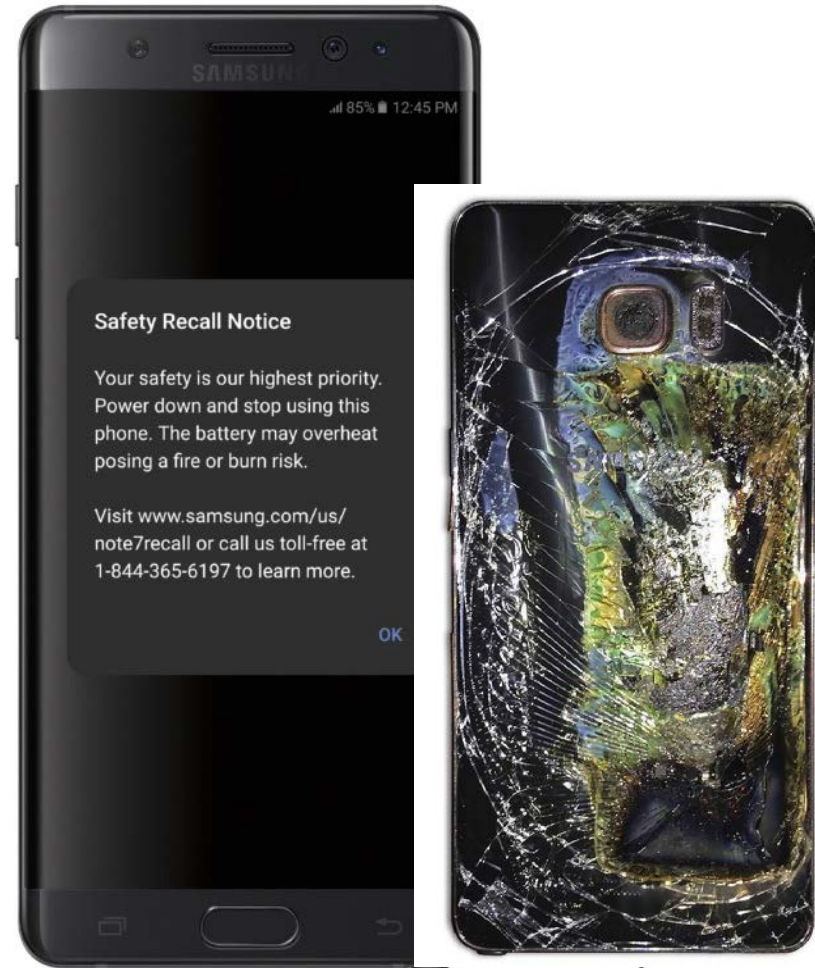 SAMSUNG
85% 12:45 PM
Safety Recall Notice
Your safety is our highest priority.
Power down and stop using this
phone. The battery may overheat
posing a fire or burn risk.
Visit www.samsung.com/us/
note7recall or call us toll-free at
1-844-365-6197 to learn more.
OK
SAMSUNG